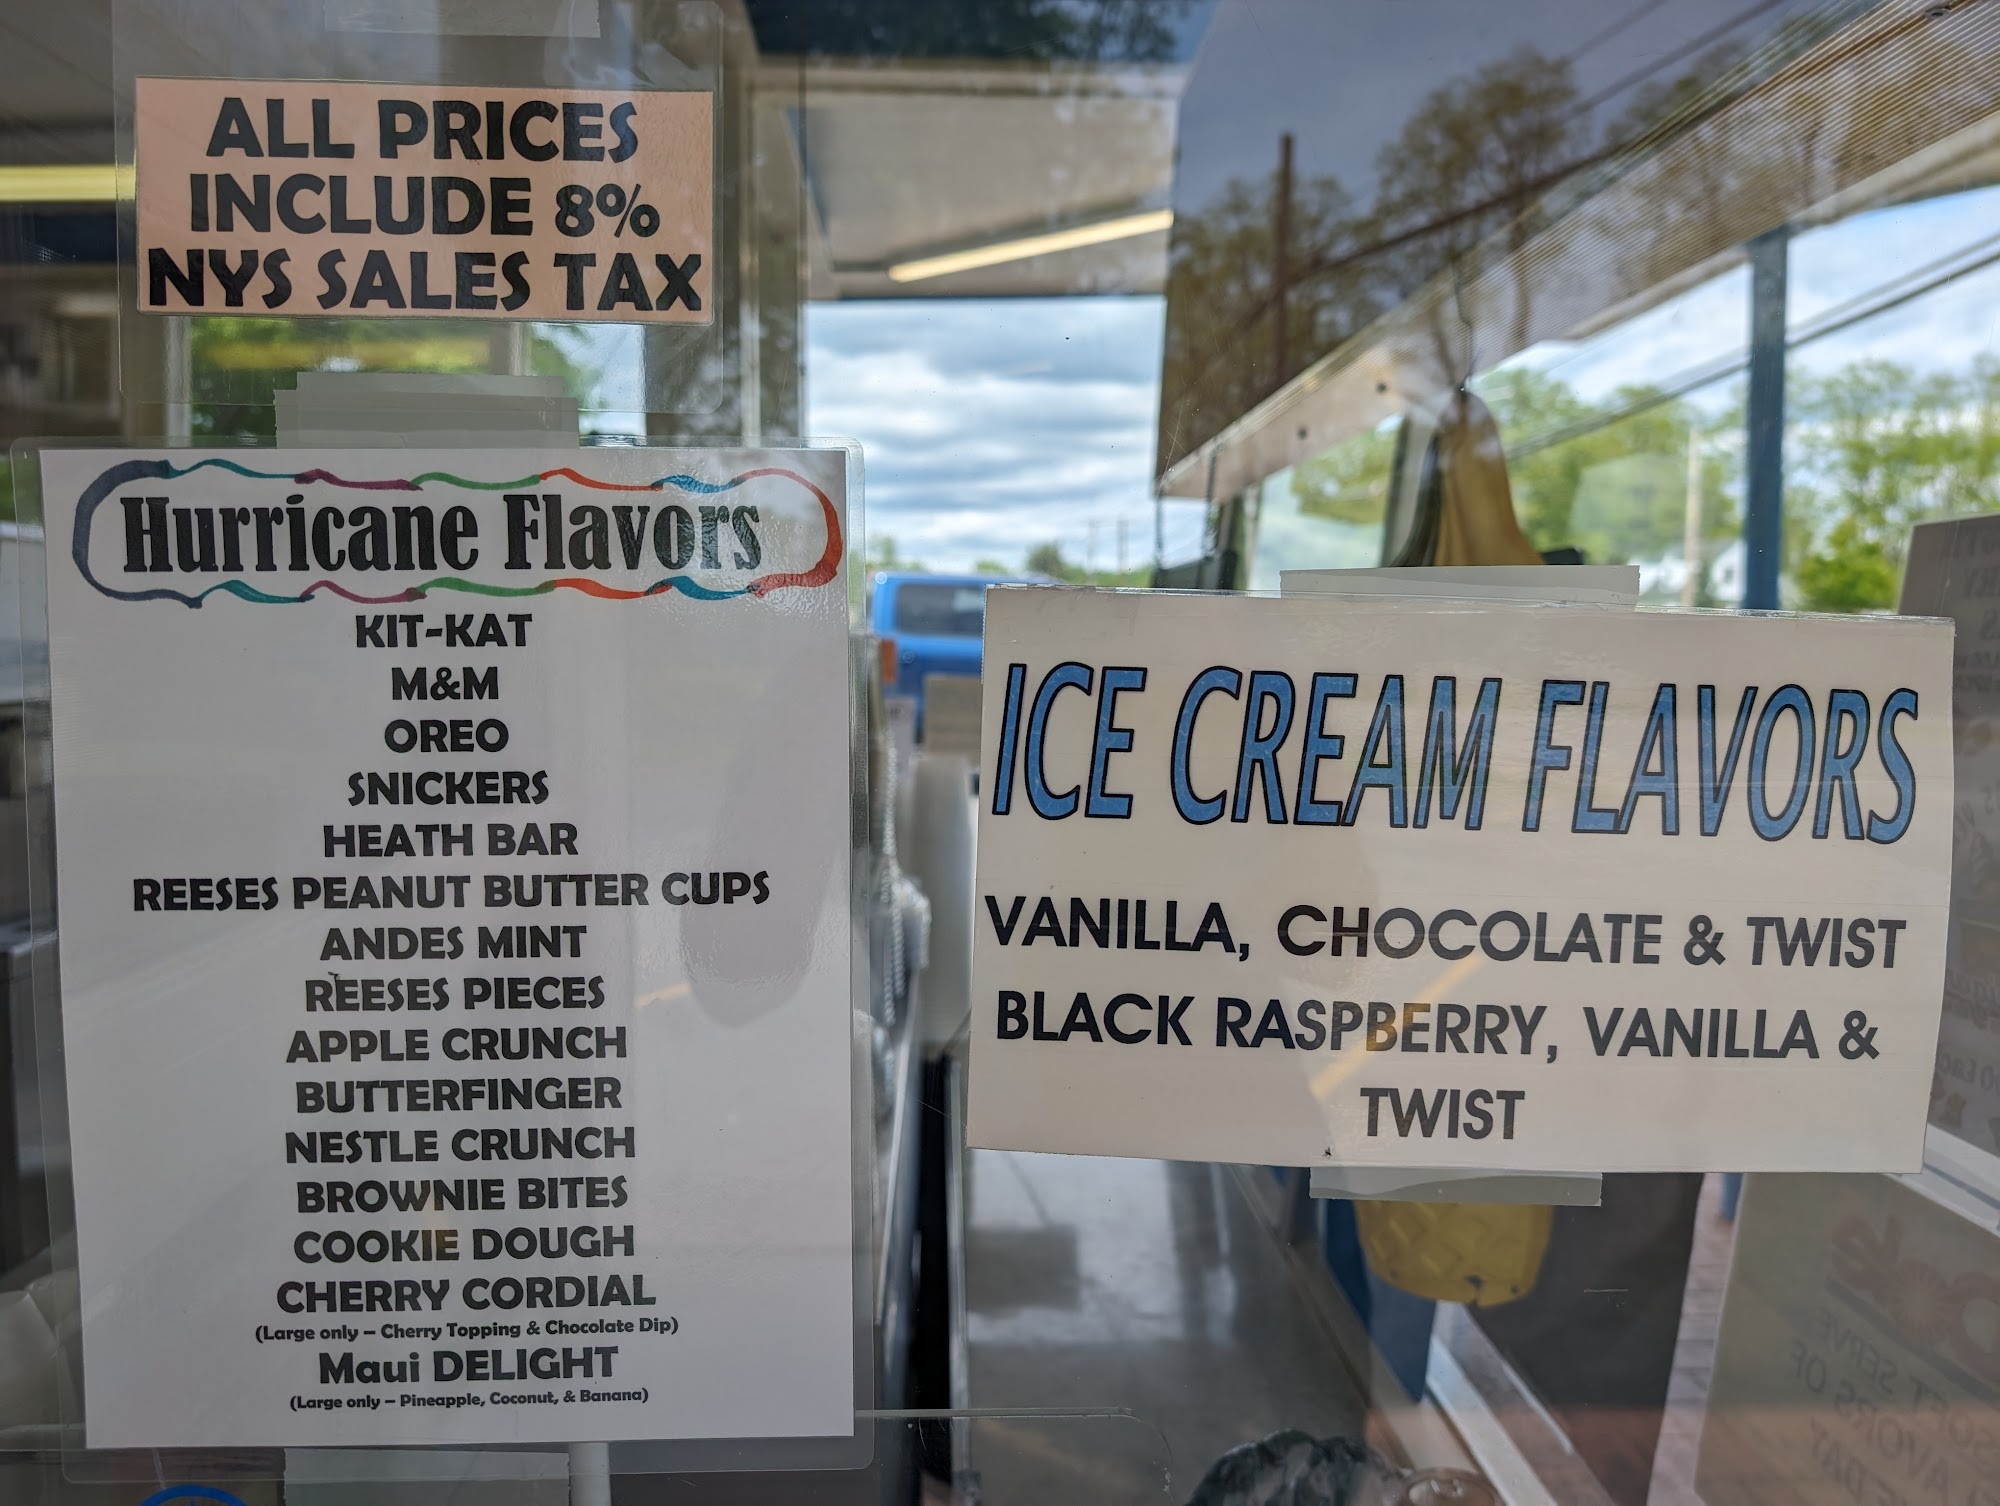 ALL PRICES
INCLUDE 8%
NYS SALES TAX
Hurricane Flavors
KIT-KAT
M&M
OREO
SNICKERS
HEATH BAR
REESES PEANUT BUTTER CUPS
ANDES MINT
REESES PIECES
APPLE CRUNCH
BUTTERFINGER
NESTLE CRUNCH
BROWNIE BITES
COOKIE DOUGH
CHERRY CORDIAL
(Large only – Cherry Topping & Chocolate Dip)
Maui DELIGHT
(Large only – Pineapple, Coconut, & Banana)
ICE CREAM FLAVORS
VANILLA, CHOCOLATE & TWIST
BLACK RASPBERRY, VANILLA &
TWIST
SOFT SERVE